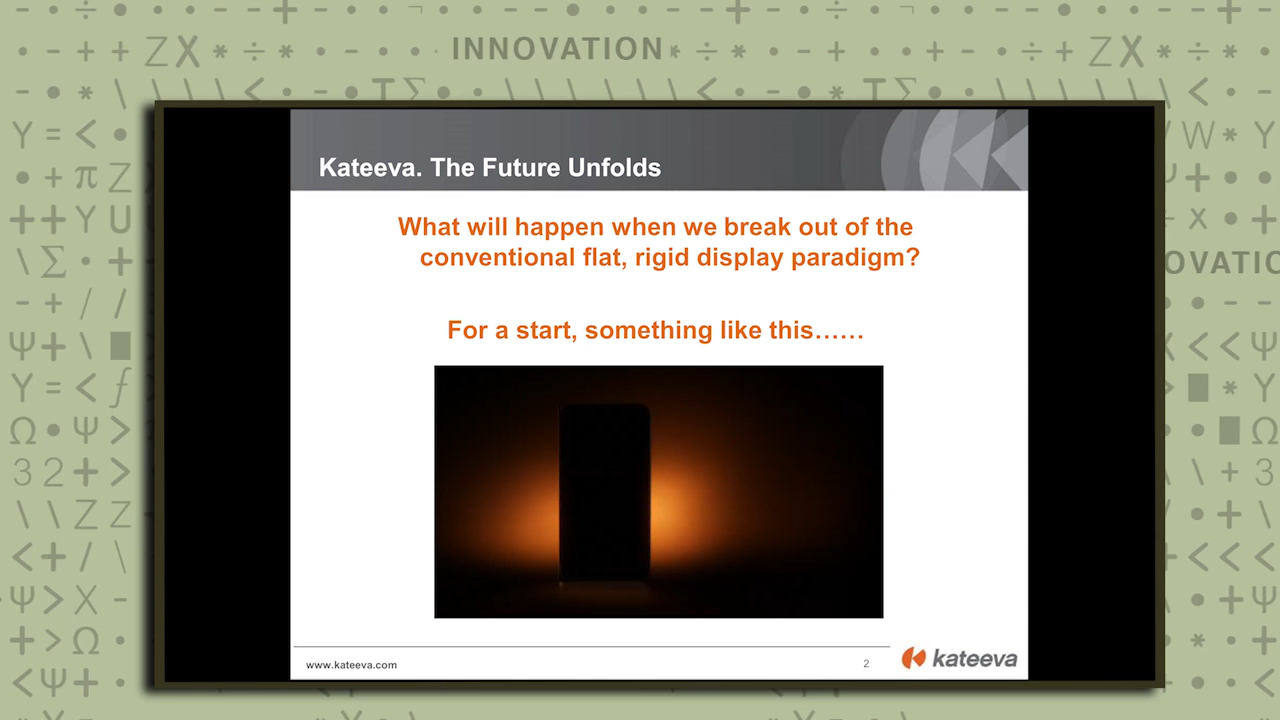 INNOVATION
Kateeva. The Future Unfolds
What will happen when we break out of the
conventional flat, rigid display paradigm?
OVATIO
For a start, something like this……
www.kateeva.com
2
kateeva